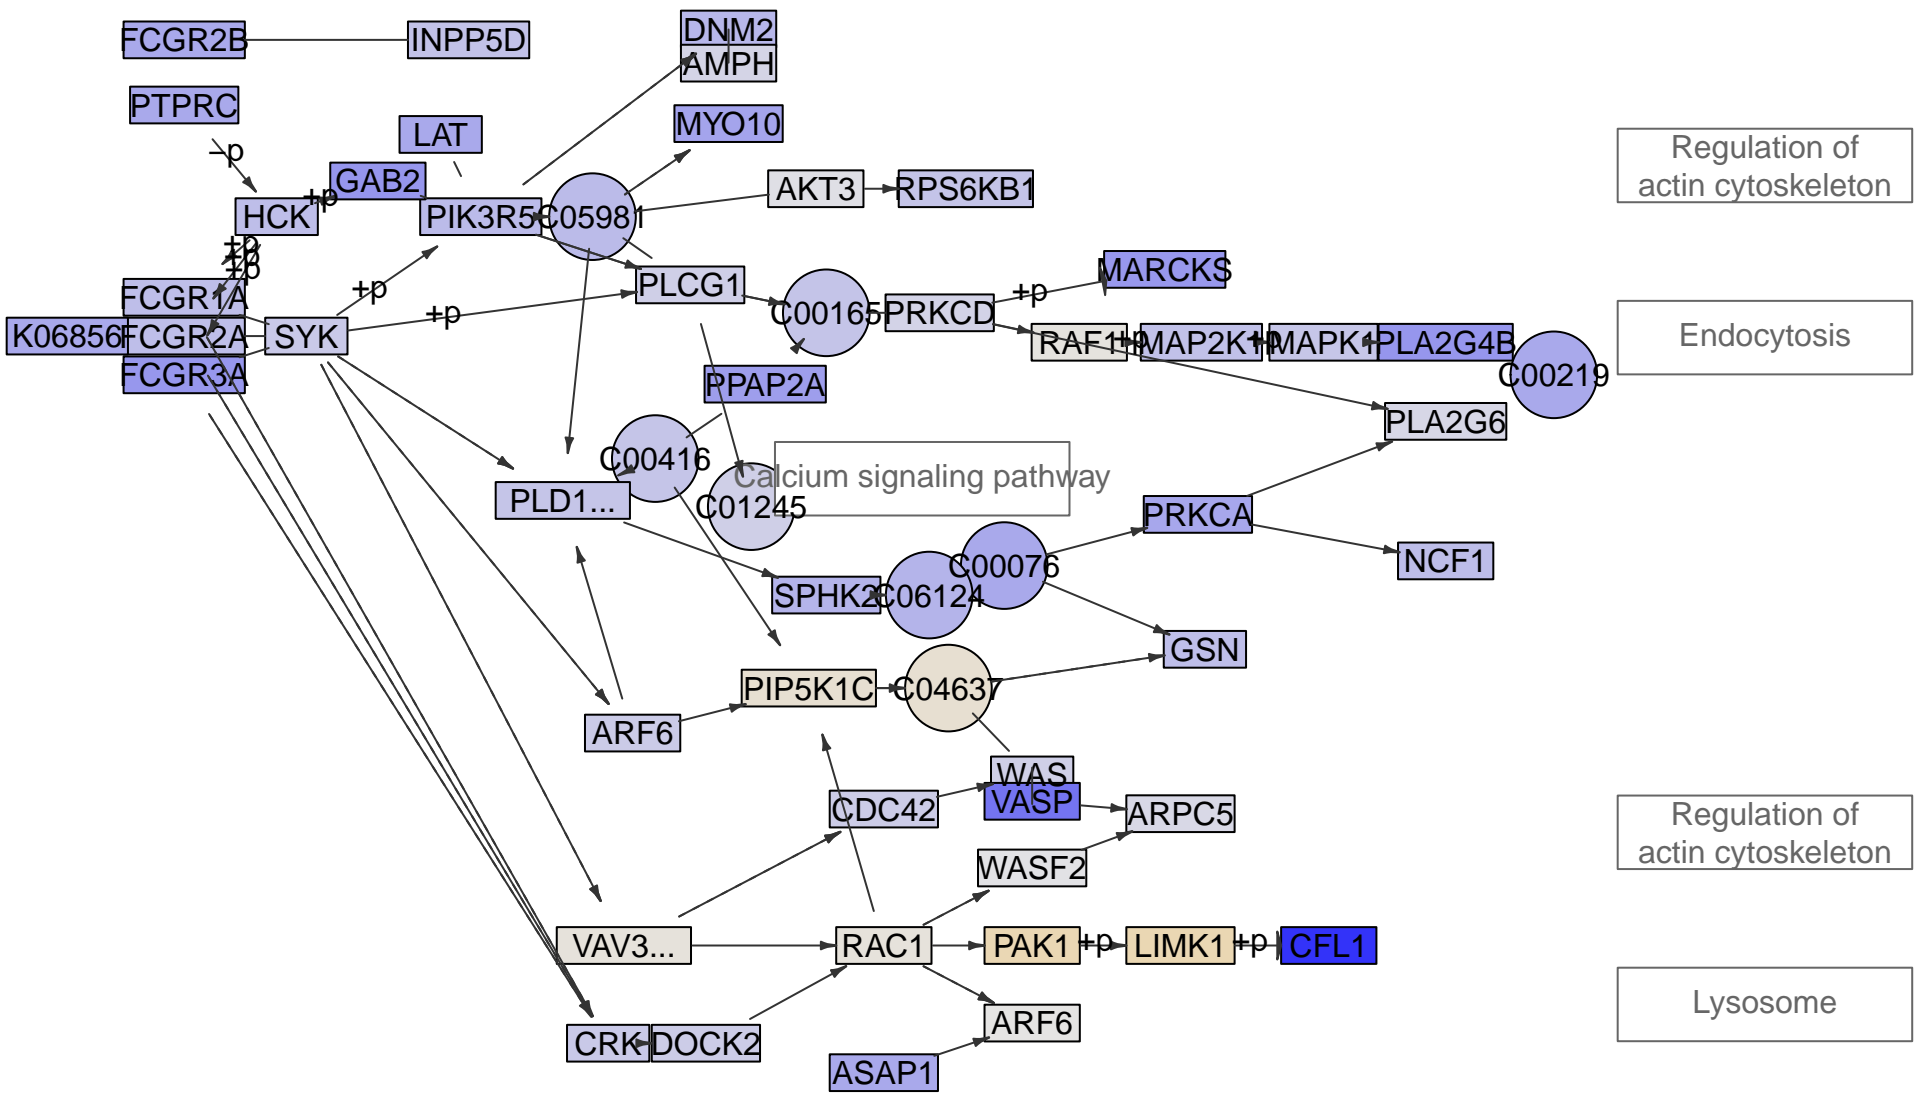 FCGR2B
INPP5D
DNM2
AMPH
PTPRC
LAT
MYO10
Regulation of
actin cytoskeleton
–p
GAB2
+p
HCK
PIK3R5
C05981
AKT3
RPS6KB1
+p
+p
+p
FCGR1A
+p
PLCG1
C00165
PRKCD
+p
MARCKS
K06856
FCGR2A
SYK
+p
RAF1
+p
MAP2K1
+p
MAPK1
PLA2G4B
Endocytosis
FCGR3A
PPAP2A
C00219
PLA2G6
C00416
Calcium signaling pathway
PLD1...
C01245
PRKCA
NCF1
C00076
SPHK2
C06124
GSN
PIP5K1C
C04637
ARF6
WAS
VASP
CDC42
ARPC5
Regulation of
actin cytoskeleton
WASF2
VAV3...
RAC1
PAK1
+p
LIMK1
+p
CFL1
Lysosome
ARF6
CRK
DOCK2
ASAP1